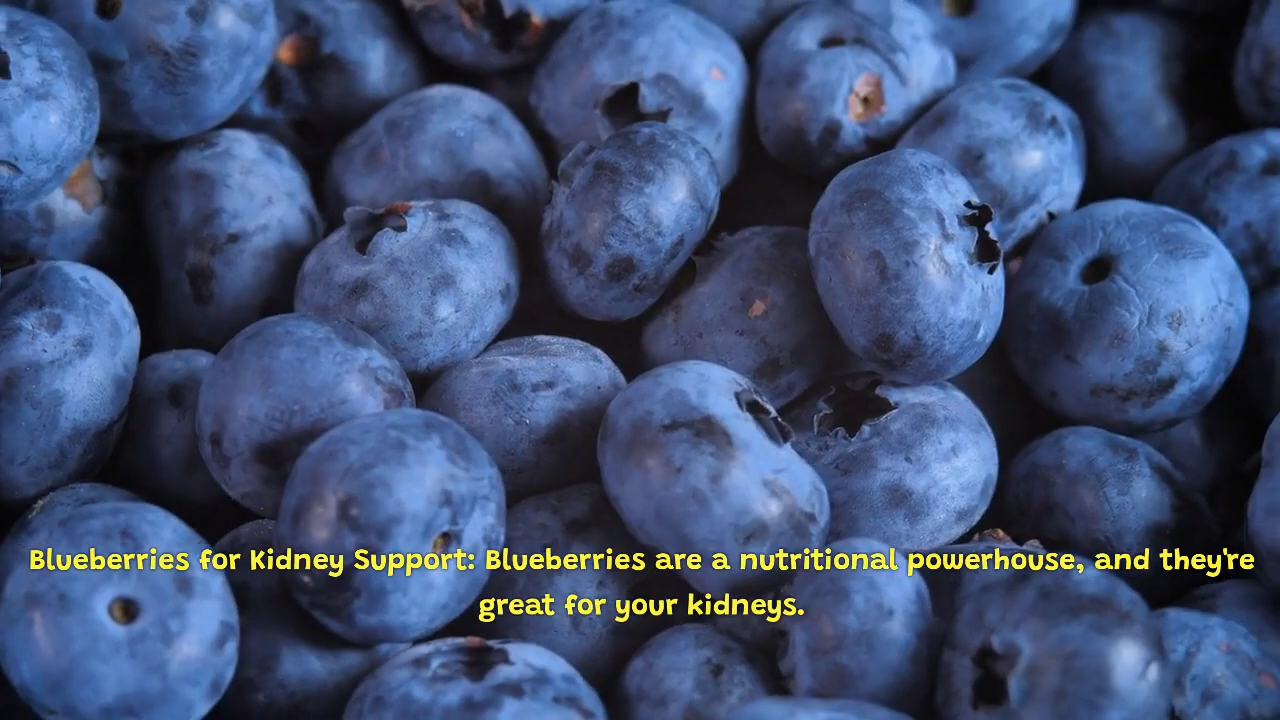 Blueberries for Kidney Support: Blueberries are a nutritional powerhouse, and they're
great for your kidneys.